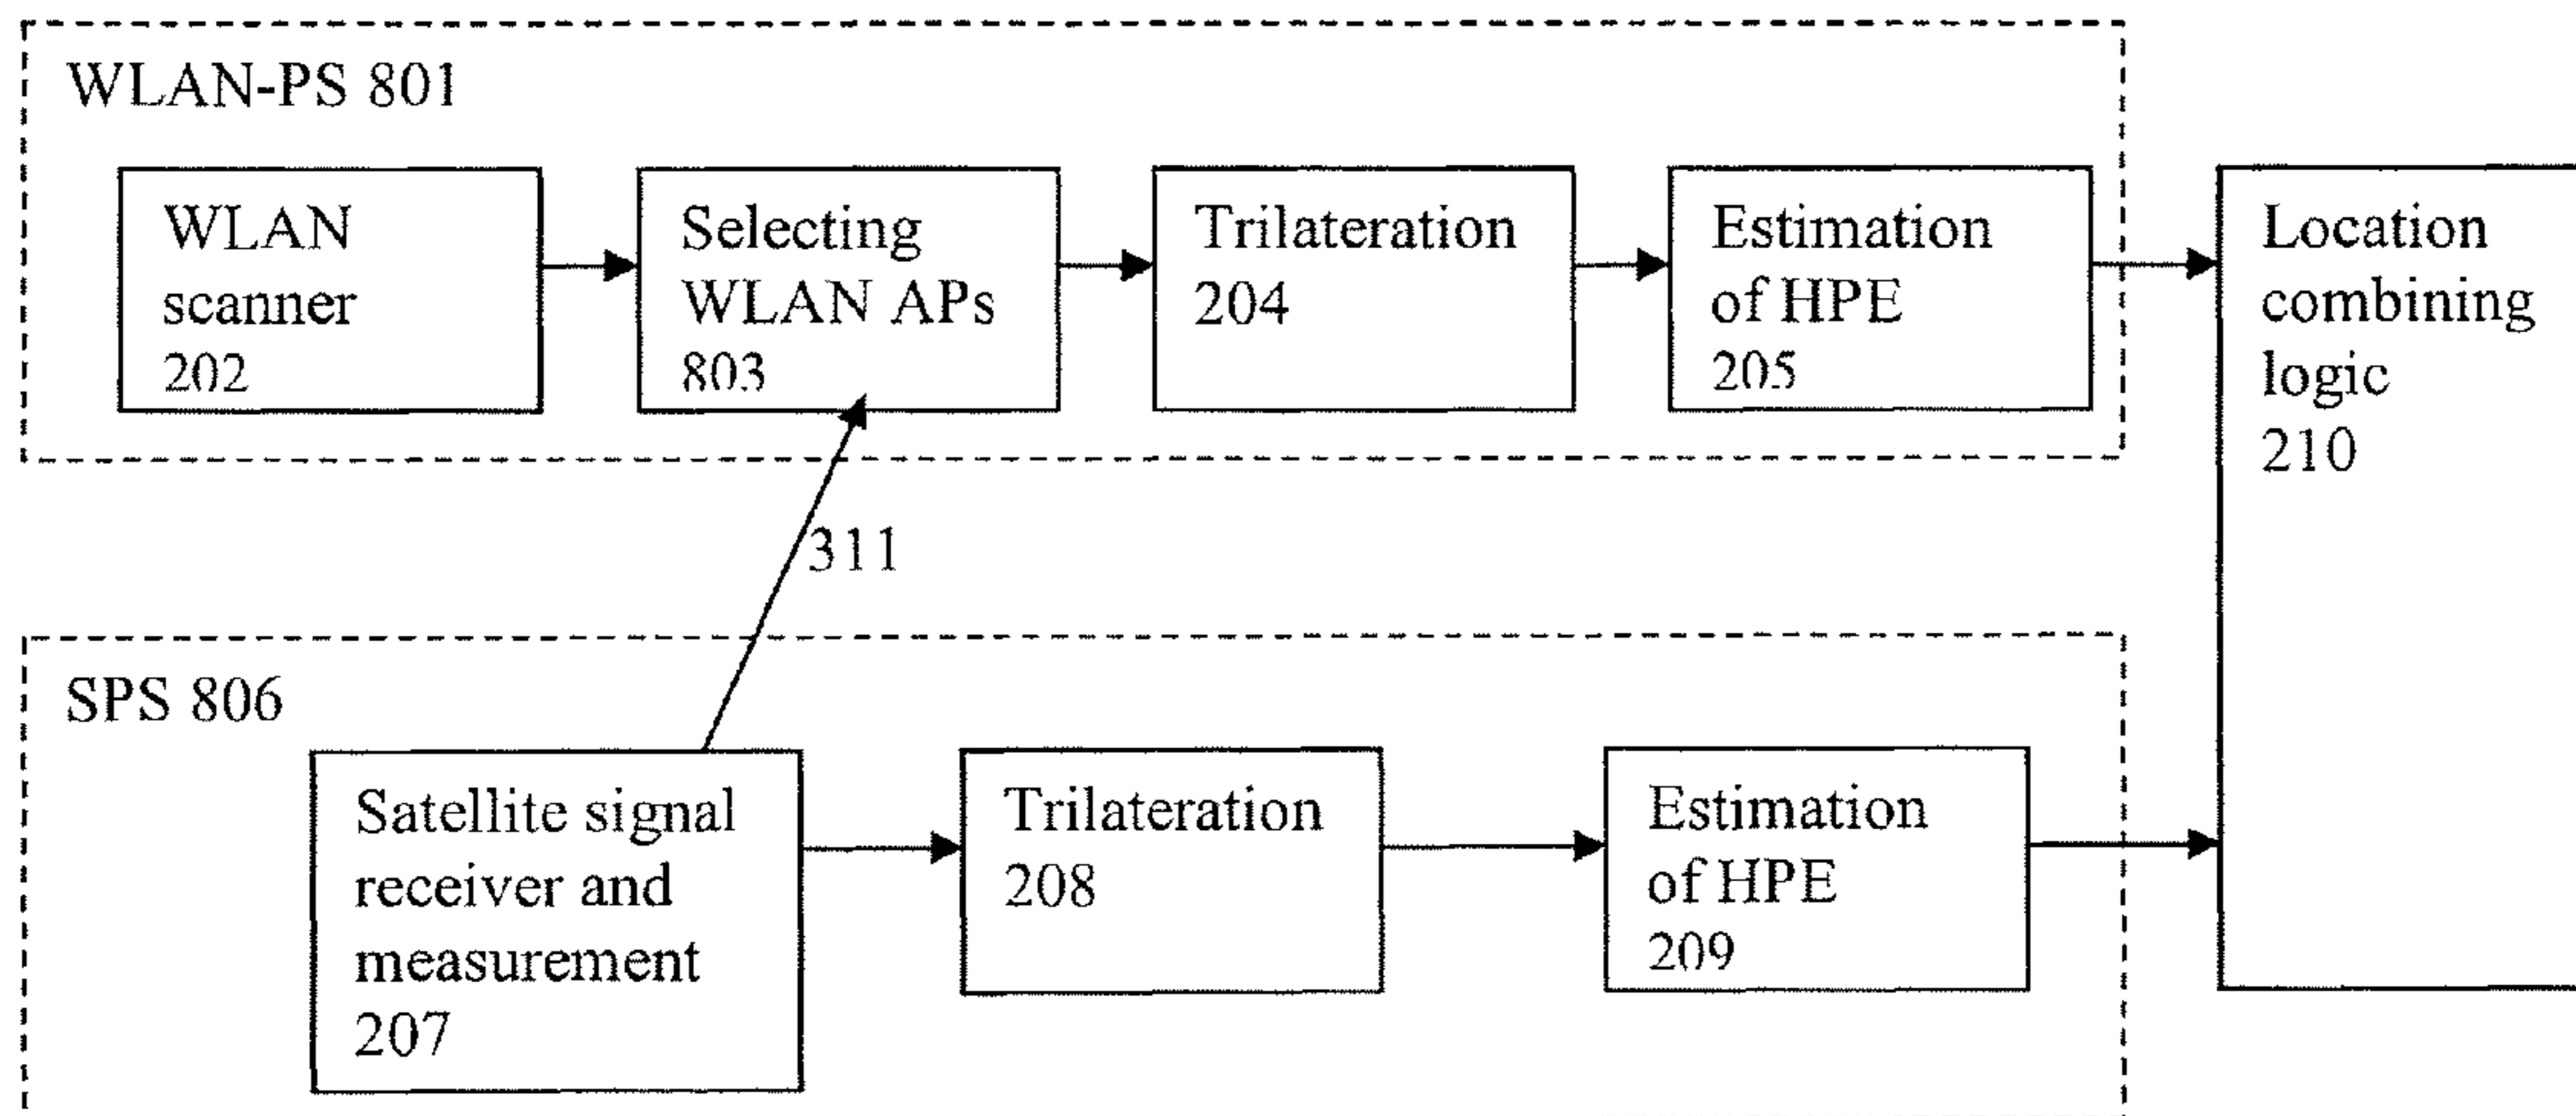 WLAN-PS 801
WLAN
scanner
202
Selecting
WLAN APs
803
Trilateration
204
Estimation
of HPE
205
Location
combining
logic
210
311
SPS 806
Satellite signal
receiver and
measurement
207
Trilateration
208
Estimation
of HPE
209